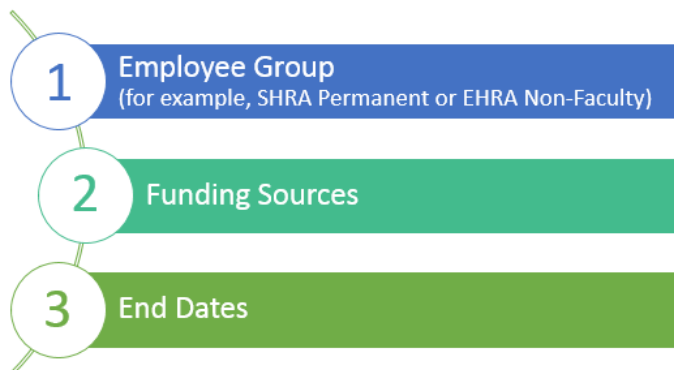 1
Employee Group
(for example, SHRA Permanent or EHRA Non-Faculty)
2
Funding Sources
3
End Dates